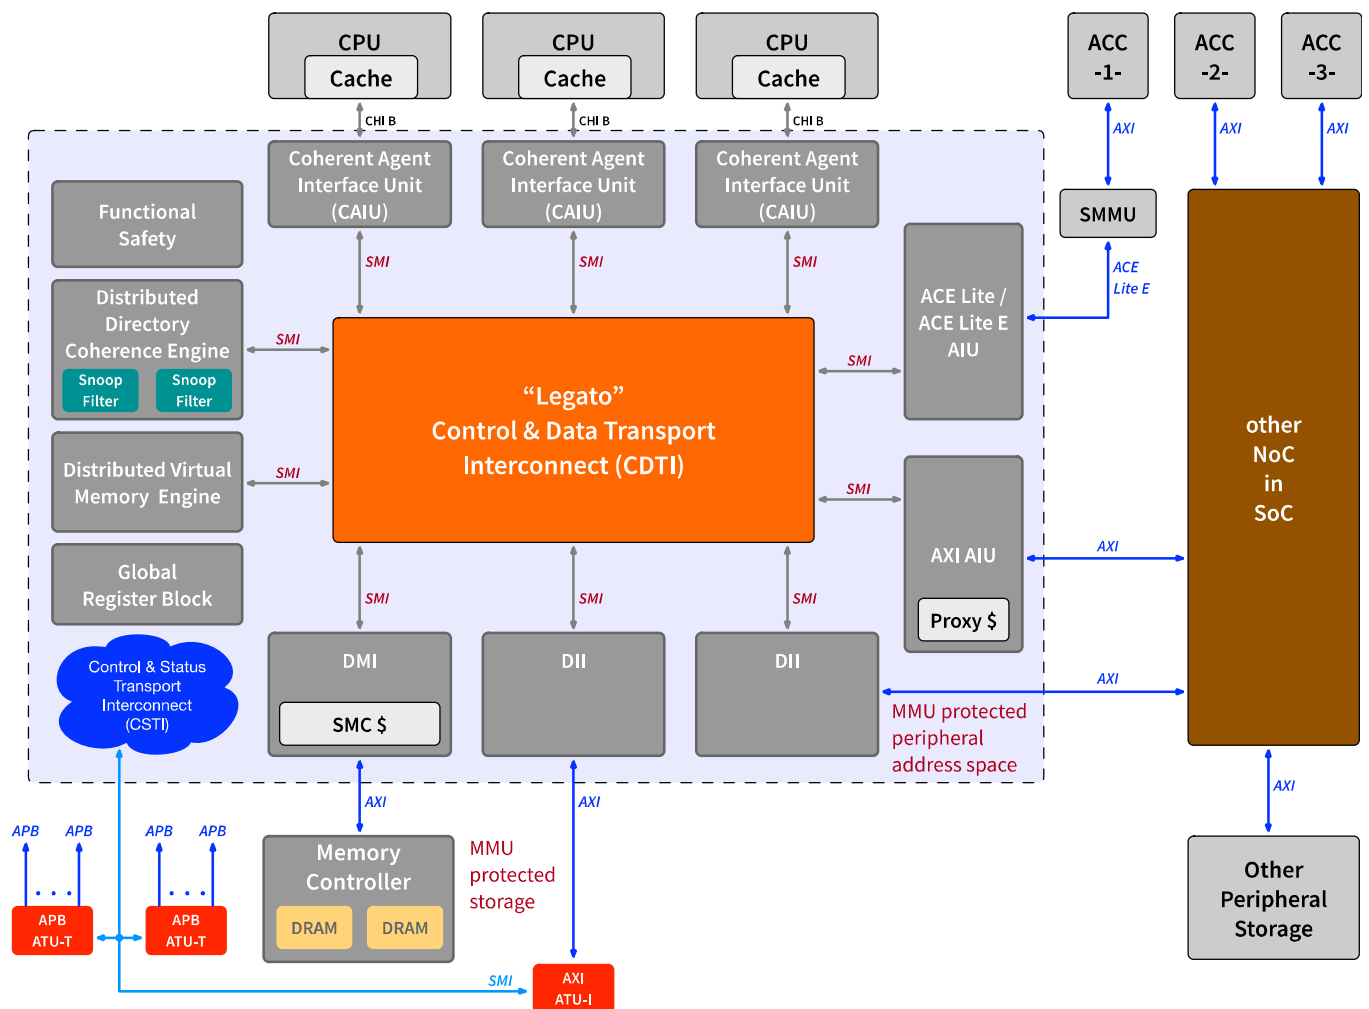 CPU
Cache
CPU
Cache
CPU
Cache
ACC
-1-
ACC
-2-
ACC
-3-
CHI B
CHI B
CHI B
AXI
AXI
AXI
Coherent Agent
Interface Unit
(CAIU)
Coherent Agent
Interface Unit
(CAIU)
Coherent Agent
Interface Unit
(CAIU)
Functional
Safety
SMMU
SMI
SMI
SMI
ACE
Lite E
Distributed
Directory
Coherence Engine
Snoop
Filter
Snoop
Filter
SMI
ACE Lite /
ACE Lite E
AIU
SMI
“Legato”
Control & Data Transport
Interconnect (CDTI)
other
NoC
in
SoC
Distributed Virtual
Memory Engine
SMI
SMI
AXI AIU
Proxy $
AXI
Global
Register Block
SMI
SMI
SMI
Control & Status
Transport
Interconnect
(CSTI)
DMI
SMC $
DII
DII
AXI
MMU protected
peripheral
address space
AXI
AXI
AXI
APB
APB
APB
APB
. . .
. . .
APB
ATU-T
APB
ATU-T
Memory
Controller
DRAM
DRAM
MMU
protected
storage
Other
Peripheral
Storage
SMI
AXI
ATU-I